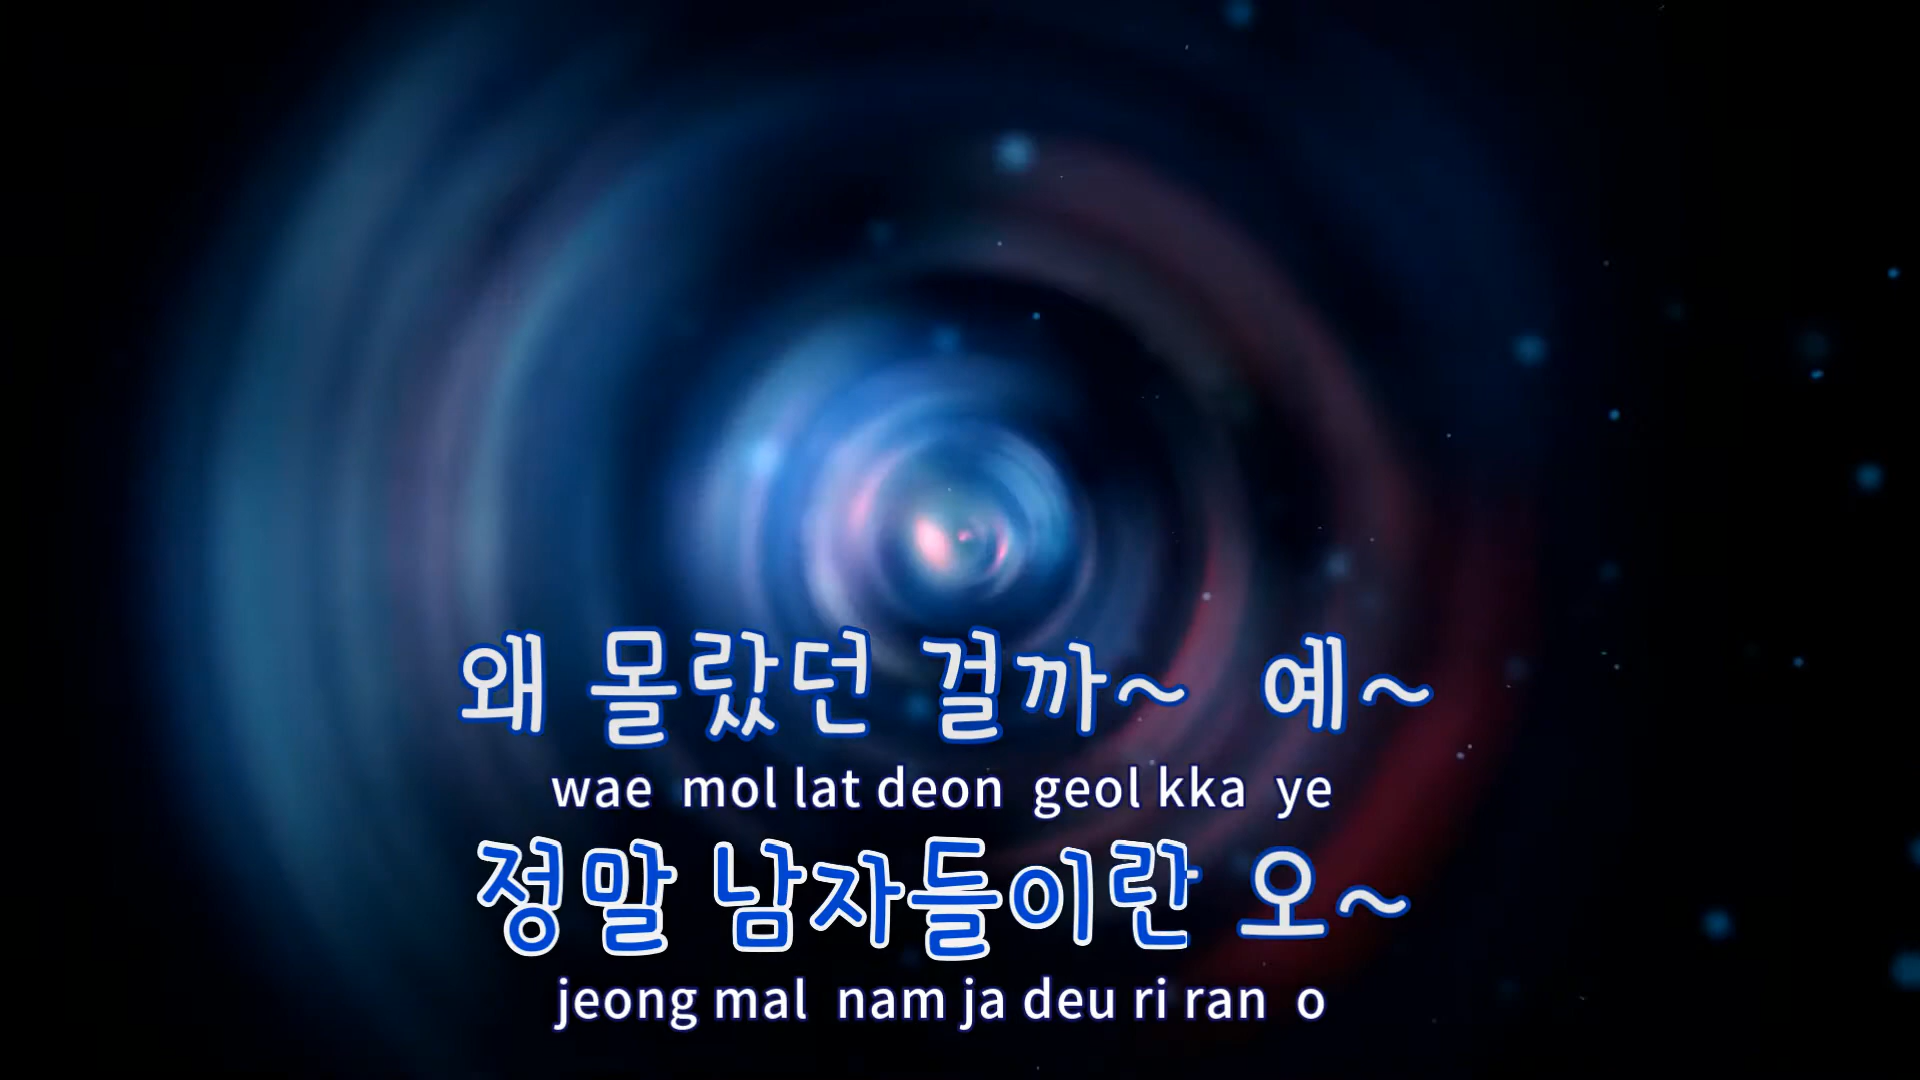 왜 몰랐던 걸까~ 예~
wae mol lat deon geol kka ye
정말 남자들이란 오~
jeong mal nam ja deu ri ran o